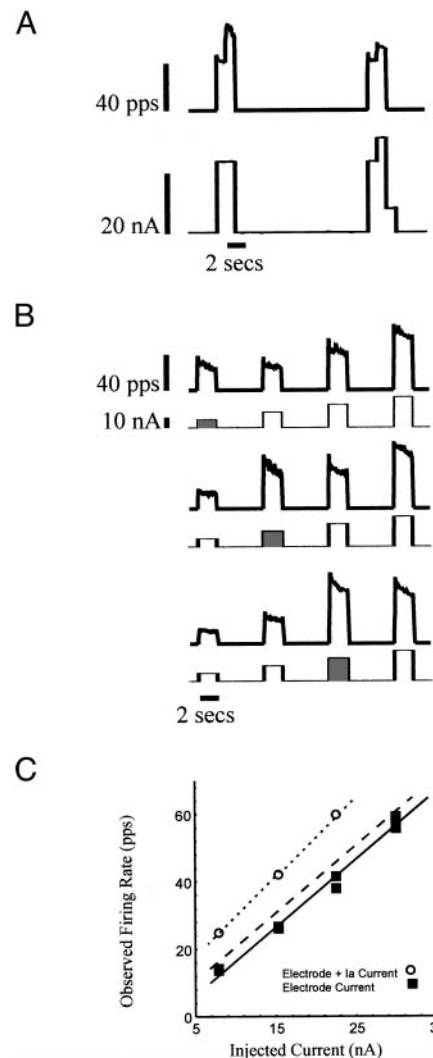 A
40 pps
20 nA
2 secs
B
40 pps
10 nA
2 secs
C
Observed Firing Rate (pps)
60
40
20
0
Electrode + Ia Current
Electrode Current
5
15
25
Injected Current (nA)